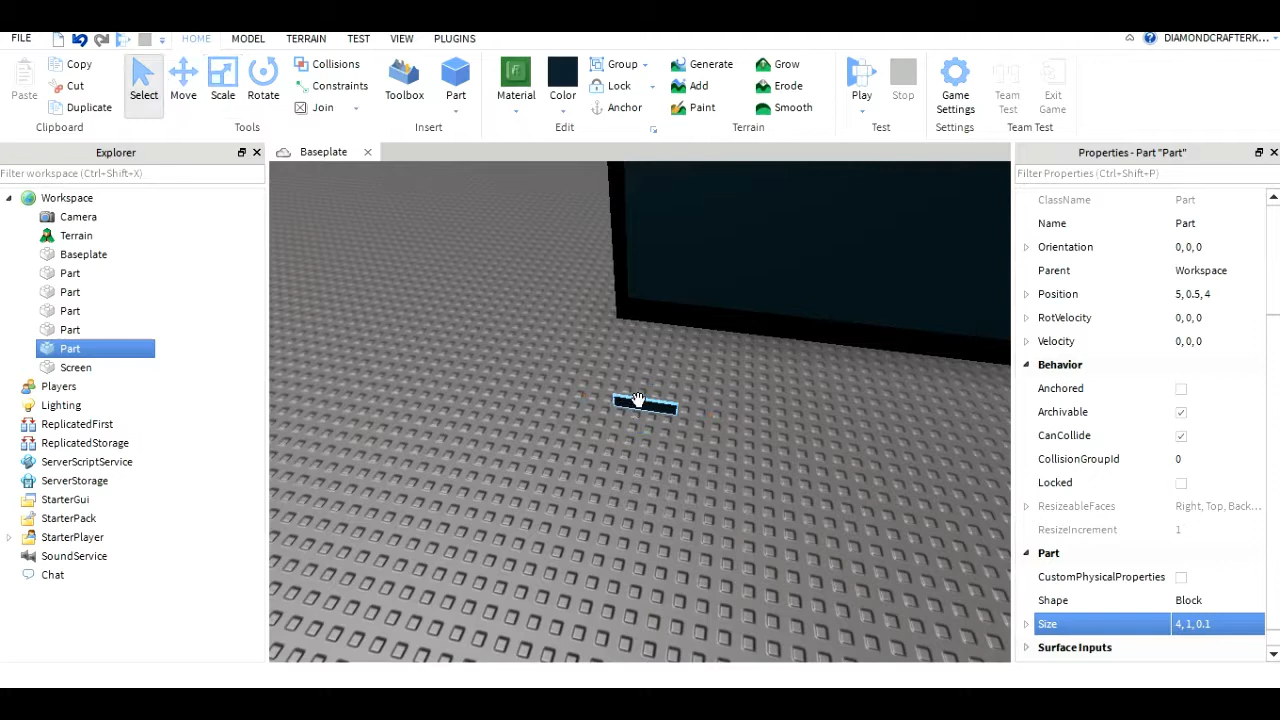 FILE HOME MODEL TERRAIN TEST VIEW PLUGINS DIAMONDCRAFTERK...
Paste Copy Cut Duplicate Select Move Scale Rotate Collisions Constraints Join Toolbox Part Material Color Group Lock Anchor Generate Add Paint Grow Erode Smooth Play Stop Game Settings Team Test Exit Game
Clipboard Tools Insert Edit Terrain Test Settings Team Test
Explorer
Filter workspace (Ctrl+Shift+X)
Workspace
Camera
Terrain
Baseplate
Part
Part
Part
Part
Part
Screen
Players
Lighting
ReplicatedFirst
ReplicatedStorage
ServerScriptService
ServerStorage
StarterGui
StarterPack
StarterPlayer
SoundService
Chat
Baseplate
Properties - Part "Part"
Filter Properties (Ctrl+Shift+P)
ClassName Part
Name Part
Orientation 0, 0, 0
Parent Workspace
Position 5, 0.5, 4
RotVelocity 0, 0, 0
Velocity 0, 0, 0
Behavior
Anchored
Archivable
CanCollide
CollisionGroupId 0
Locked
ResizeableFaces Right, Top, Back...
ResizeIncrement 1
Part
CustomPhysicalProperties
Shape Block
Size 4, 1, 0.1
Surface Inputs